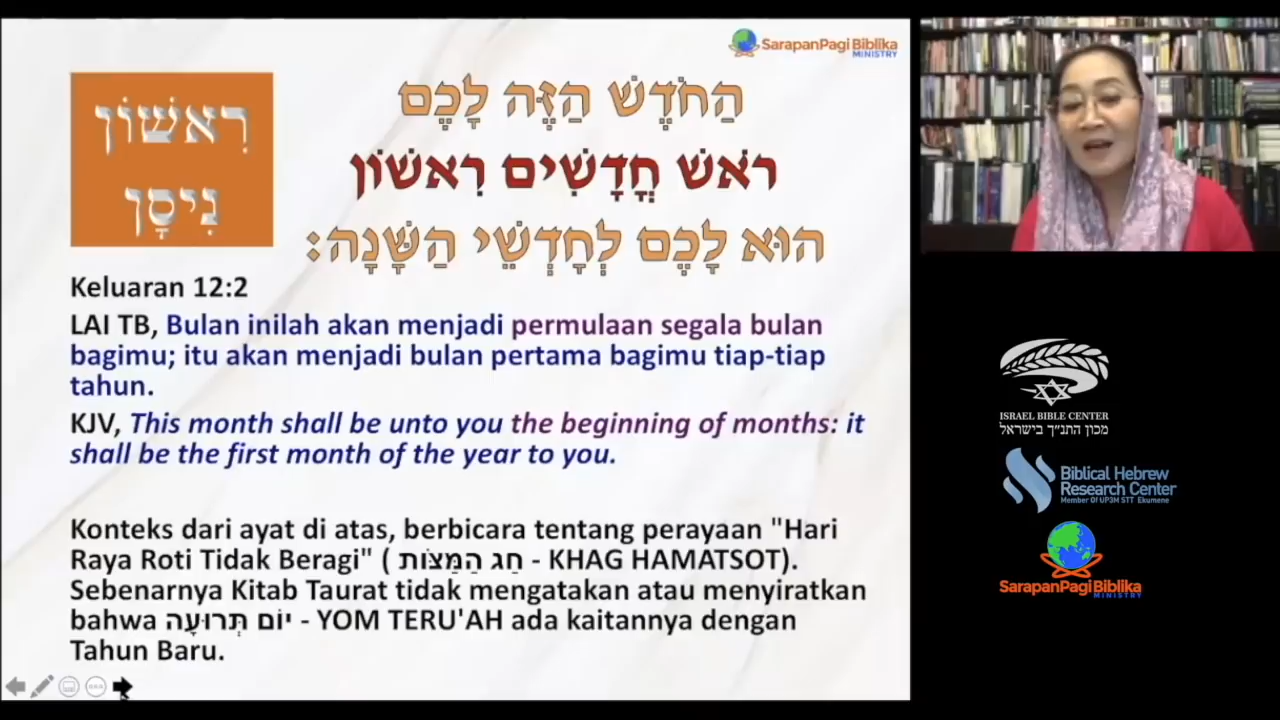 SarapanPagi Biblika
MINISTRY
רִאשׁוֹן
נִיסָן
הַחֹדֶשׁ הַזֶּה לָכֶם
רֹאשׁ חֳדָשִׁים רִאשׁוֹן
הוּא לָכֶם לְחָדְשֵׁי הַשָּׁנָה׃
Keluaran 12:2
LAI TB, Bulan inilah akan menjadi permulaan segala bulan
bagimu; itu akan menjadi bulan pertama bagimu tiap-tiap
tahun.
KJV, This month shall be unto you the beginning of months: it
shall be the first month of the year to you.
Konteks dari ayat di atas, berbicara tentang perayaan "Hari
Raya Roti Tidak Beragi" ( חַג הַמַּצּוֹת - KHAG HAMATSOT).
Sebenarnya Kitab Taurat tidak mengatakan atau menyiratkan
bahwa יוֹם תְּרוּעָה - YOM TERU'AH ada kaitannya dengan
Tahun Baru.
ISRAEL BIBLE CENTER
מכון התנ״ך בישראל
Biblical Hebrew
Research Center
Member Of UP3M STT Ekumene
SarapanPagi Biblika
MINISTRY